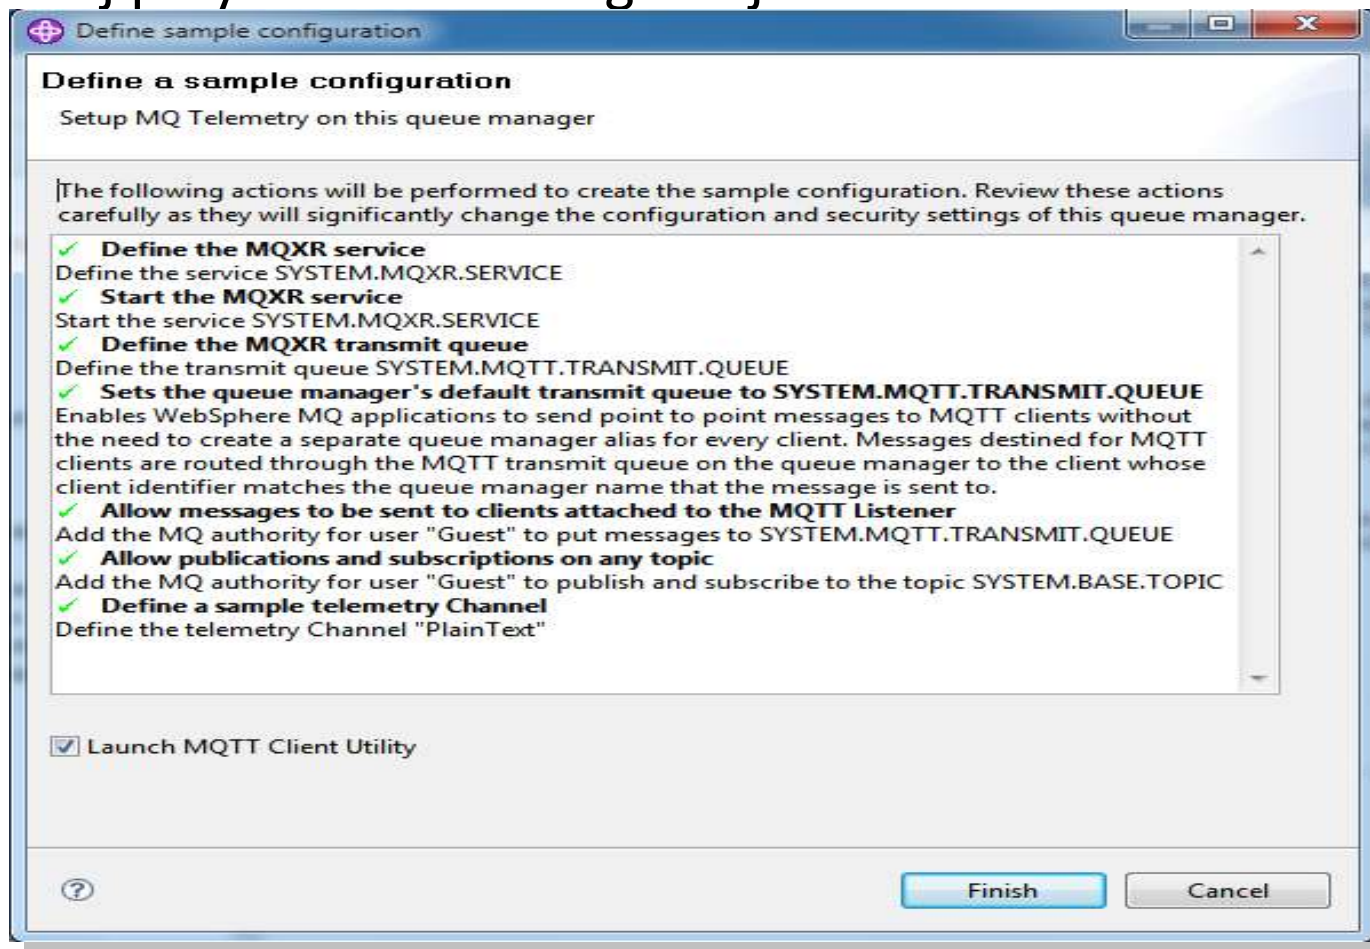 Define sample configuration
Define a sample configuration
Setup MQ Telemetry on this queue manager
The following actions will be performed to create the sample configuration. Review these actions
carefully as they will significantly change the configuration and security settings of this queue manager.
✓ Define the MQXR service
Define the service SYSTEM.MQXR.SERVICE
✓ Start the MQXR service
Start the service SYSTEM.MQXR.SERVICE
✓ Define the MQXR transmit queue
Define the transmit queue SYSTEM.MQTT.TRANSMIT.QUEUE
✓ Sets the queue manager's default transmit queue to SYSTEM.MQTT.TRANSMIT.QUEUE
Enables WebSphere MQ applications to send point to point messages to MQTT clients without
the need to create a separate queue manager alias for every client. Messages destined for MQTT
clients are routed through the MQTT transmit queue on the queue manager to the client whose
client identifier matches the queue manager name that the message is sent to.
✓ Allow messages to be sent to clients attached to the MQTT Listener
Add the MQ authority for user "Guest" to put messages to SYSTEM.MQTT.TRANSMIT.QUEUE
✓ Allow publications and subscriptions on any topic
Add the MQ authority for user "Guest" to publish and subscribe to the topic SYSTEM.BASE.TOPIC
✓ Define a sample telemetry Channel
Define the telemetry Channel "PlainText"
Launch MQTT Client Utility
Finish
Cancel